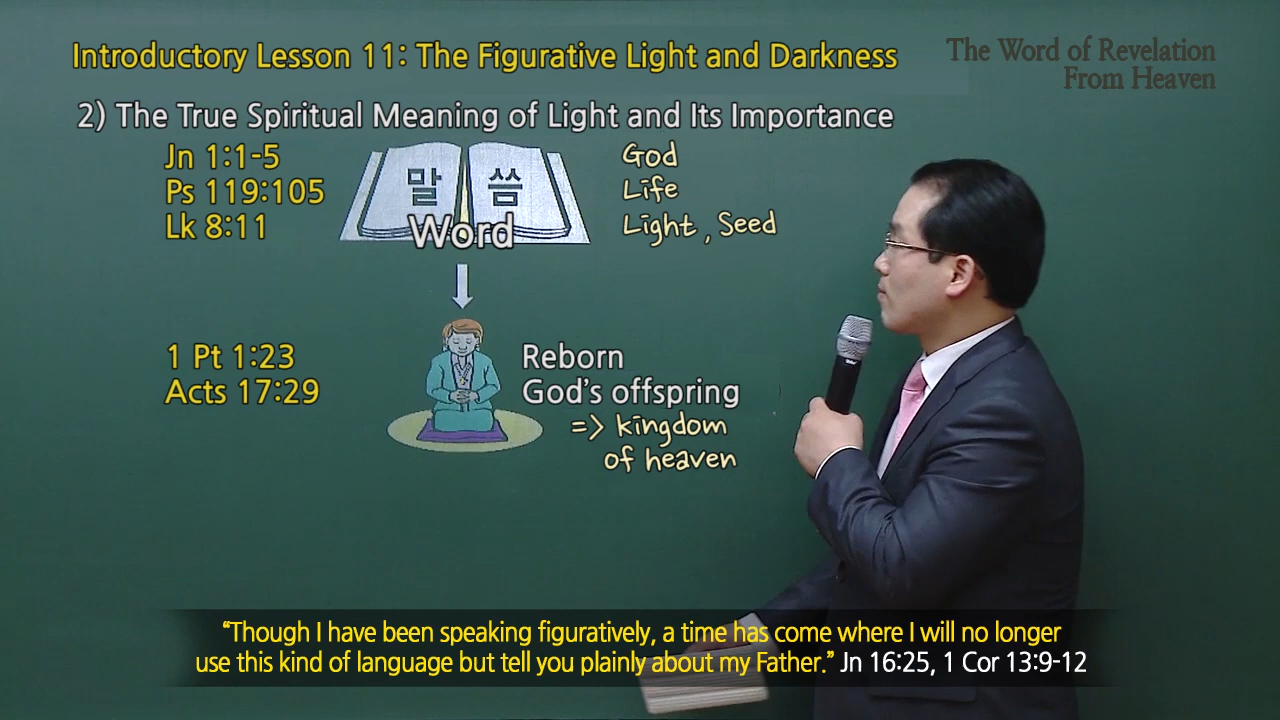 Introductory Lesson 11: The Figurative Light and Darkness
The Word of Revelation
From Heaven
2) The True Spiritual Meaning of Light and Its Importance
Jn 1:1-5
Ps 119:105
Lk 8:11
말 씀
Word
God
Life
Light , Seed
1 Pt 1:23
Acts 17:29
Reborn
God's offspring
=> kingdom
of heaven
“Though I have been speaking figuratively, a time has come where I will no longer
use this kind of language but tell you plainly about my Father.” Jn 16:25, 1 Cor 13:9-12